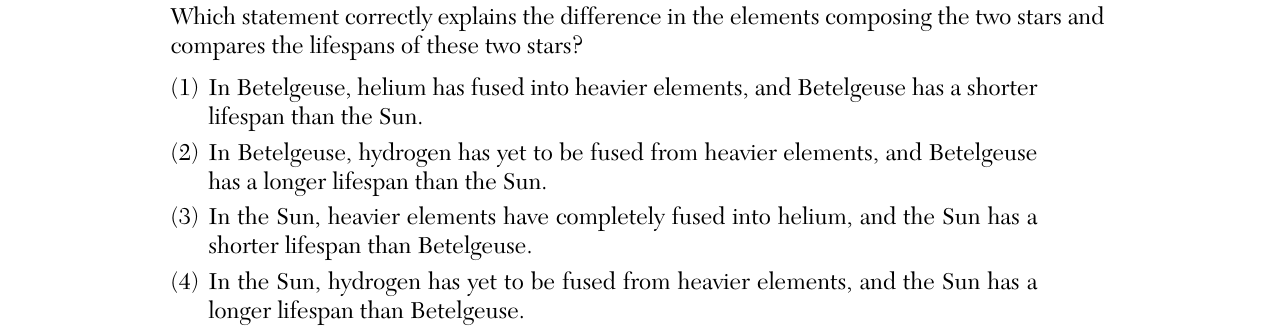 Which statement correctly explains the difference in the elements composing the two stars and
compares the lifespans of these two stars?
(1) In Betelgeuse, helium has fused into heavier elements, and Betelgeuse has a shorter
lifespan than the Sun.
(2) In Betelgeuse, hydrogen has yet to be fused from heavier elements, and Betelgeuse
has a longer lifespan than the Sun.
(3) In the Sun, heavier elements have completely fused into helium, and the Sun has a
shorter lifespan than Betelgeuse.
(4) In the Sun, hydrogen has yet to be fused from heavier elements, and the Sun has a
longer lifespan than Betelgeuse.